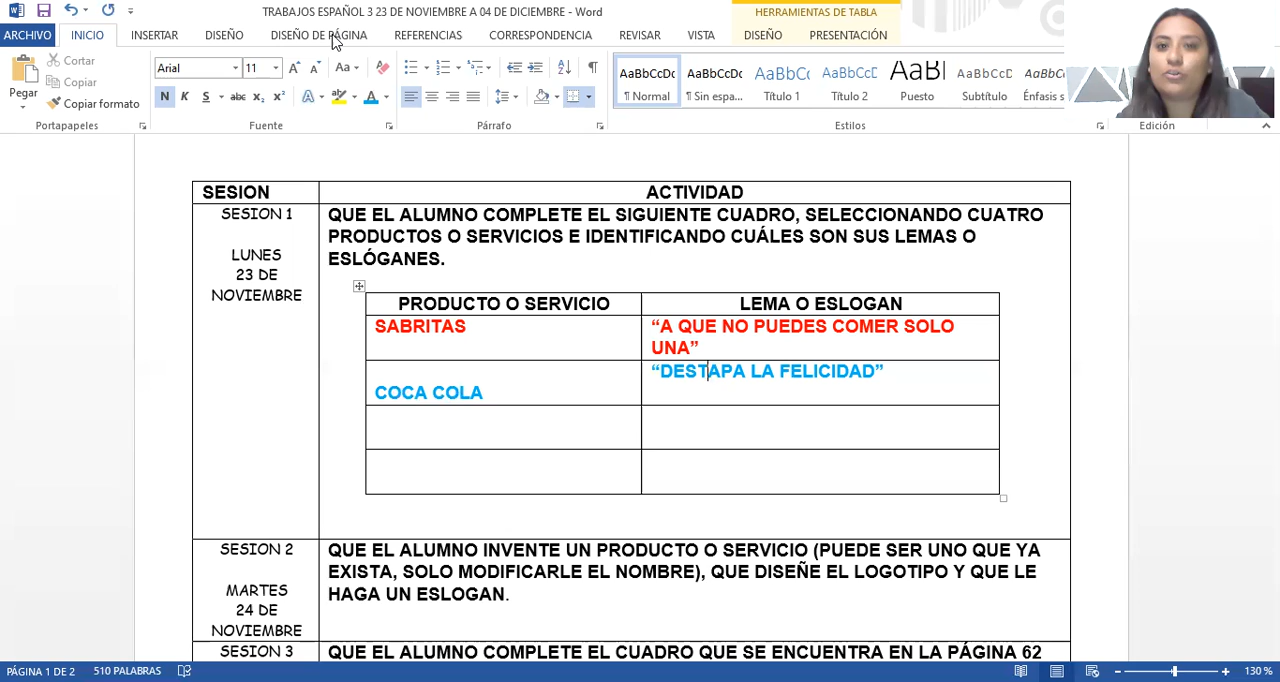 TRABAJOS ESPAÑOL 3 23 DE NOVIEMBRE A 04 DE DICIEMBRE - Word
HERRAMIENTAS DE TABLA
ARCHIVO INICIO INSERTAR DISEÑO DISEÑO DE PÁGINA REFERENCIAS CORRESPONDENCIA REVISAR VISTA DISEÑO PRESENTACIÓN
Pegar
Cortar
Copiar
Copiar formato
Arial 11
Aa
N K S abc x₂ x² A A
AaBbCcDc AaBbCcDc AaBbCc AaBbCcC AaBl AaBbCcD AaBbCcDc
¶ Normal ¶ Sin espa... Título 1 Título 2 Puesto Subtítulo Énfasis s
Portapapeles Fuente Párrafo Estilos Edición
SESION ACTIVIDAD
SESION 1
LUNES
23 DE
NOVIEMBRE
QUE EL ALUMNO COMPLETE EL SIGUIENTE CUADRO, SELECCIONANDO CUATRO
PRODUCTOS O SERVICIOS E IDENTIFICANDO CUÁLES SON SUS LEMAS O
ESLÓGANES.
PRODUCTO O SERVICIO LEMA O ESLOGAN
SABRITAS “A QUE NO PUEDES COMER SOLO
UNA”
COCA COLA “DESTAPA LA FELICIDAD”
SESION 2
MARTES
24 DE
NOVIEMBRE
QUE EL ALUMNO INVENTE UN PRODUCTO O SERVICIO (PUEDE SER UNO QUE YA
EXISTA, SOLO MODIFICARLE EL NOMBRE), QUE DISEÑE EL LOGOTIPO Y QUE LE
HAGA UN ESLOGAN.
SESION 3 QUE EL ALUMNO COMPLETE EL CUADRO QUE SE ENCUENTRA EN LA PÁGINA 62
PÁGINA 1 DE 2 510 PALABRAS 130 %